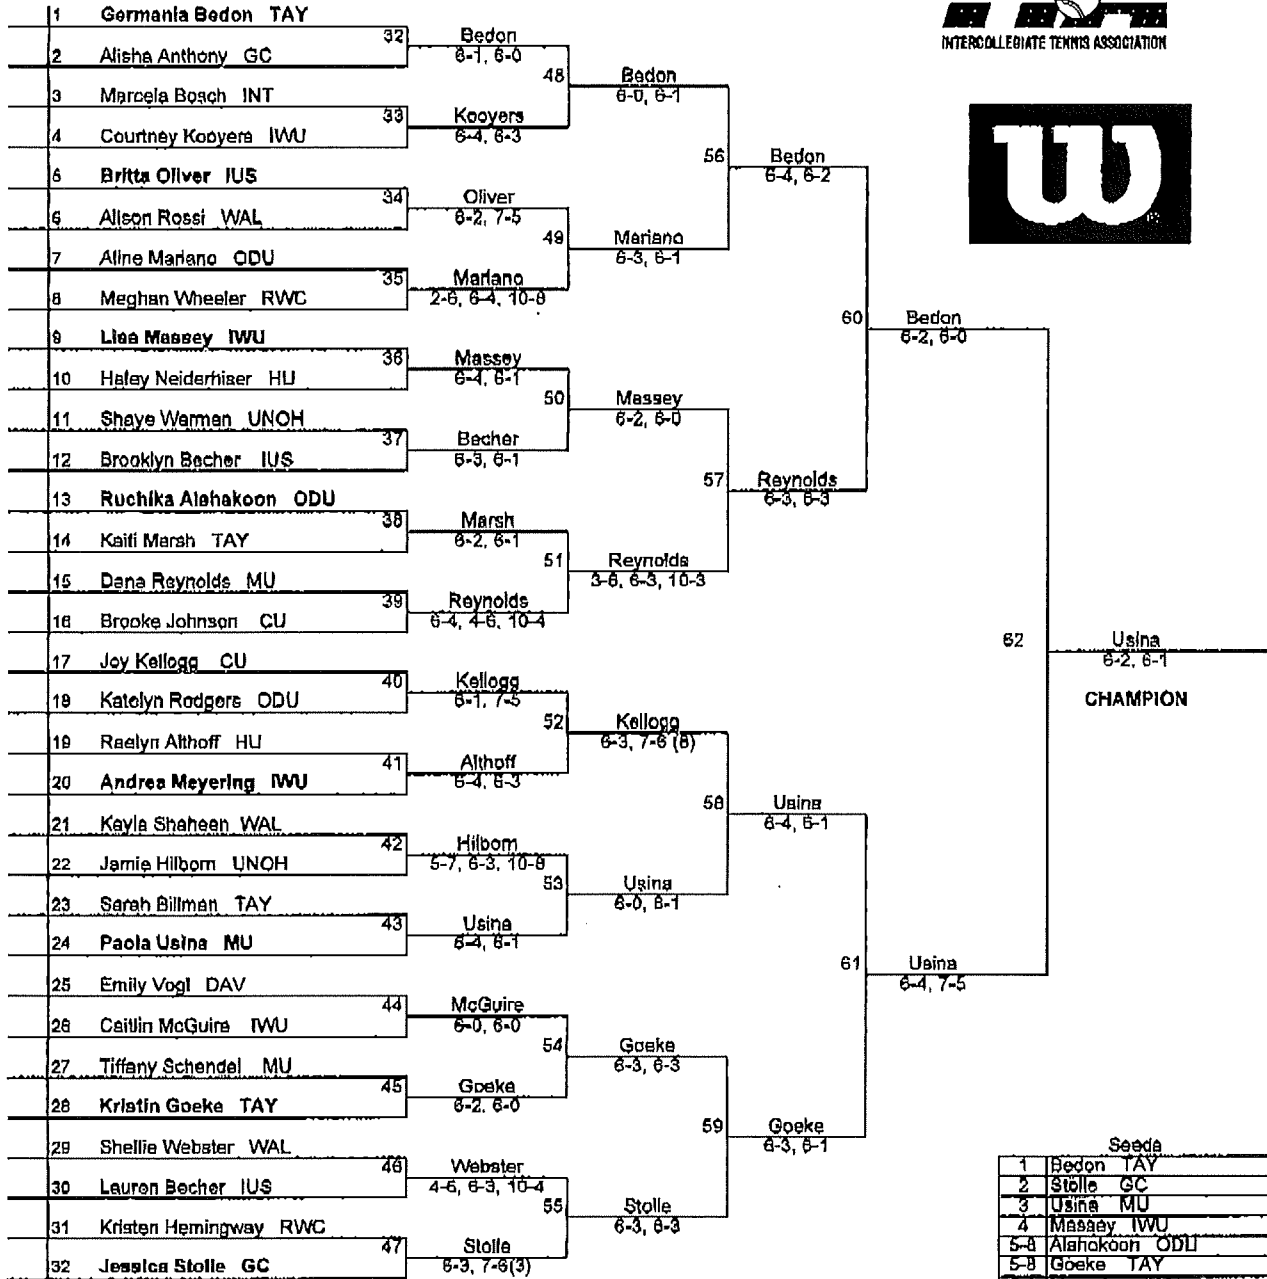 INTERCOLLEGIATE TENNIS ASSOCIATION
W
1 Germania Bedon TAY
2 Alisha Anthony GC
3 Marcela Bosch INT
4 Courtney Kooyers IWU
5 Britta Oliver IUS
6 Alison Rossi WAL
7 Aline Mariano ODU
8 Meghan Wheeler RWC
9 Lisa Massey IWU
10 Haley Neiderhiser HU
11 Shaye Warman UNOH
12 Brooklyn Becher IUS
13 Ruchika Alahakoon ODU
14 Kaiti Marsh TAY
15 Dana Reynolds MU
16 Brooke Johnson CU
17 Joy Kellogg CU
18 Katelyn Rodgers ODU
19 Raelyn Althoff HU
20 Andrea Meyering IWU
21 Kayla Shaheen WAL
22 Jamie Hilborn UNOH
23 Sarah Billman TAY
24 Paola Usina MU
25 Emily Vogl DAV
26 Caitlin McGuire IWU
27 Tiffany Schendel MU
28 Kristin Goeke TAY
29 Shellie Webster WAL
30 Lauren Becher IUS
31 Kristen Hemingway RWC
32 Jessica Stolle GC
32 Bedon
6-1, 6-0
33 Kooyers
6-4, 6-3
34 Oliver
6-2, 7-5
35 Mariano
2-6, 6-4, 10-8
36 Massey
6-4, 6-1
37 Becher
6-3, 6-1
38 Marsh
6-2, 6-1
39 Reynolds
6-4, 4-6, 10-4
40 Kellogg
6-1, 7-5
41 Althoff
6-4, 6-3
42 Hilborn
5-7, 6-3, 10-8
43 Usina
6-4, 6-1
44 McGuire
6-0, 6-0
45 Goeke
6-2, 6-0
46 Webster
4-6, 6-3, 10-4
47 Stolle
6-3, 7-6(3)
48 Bedon
6-0, 6-1
49 Mariano
6-3, 6-1
50 Massey
6-2, 6-0
51 Reynolds
3-6, 6-3, 10-3
52 Kellogg
6-3, 7-6 (8)
53 Usina
6-0, 6-1
54 Goeke
6-3, 6-3
55 Stolle
6-3, 6-3
56 Bedon
6-4, 6-2
57 Reynolds
6-3, 6-3
58 Usina
6-4, 6-1
59 Goeke
6-3, 6-1
60 Bedon
6-2, 6-0
61 Usina
6-4, 7-5
62 Usina
6-2, 6-1
CHAMPION
Seeds
1 Bedon TAY
2 Stolle GC
3 Usina MU
4 Massey IWU
5-8 Alahakoon ODU
5-8 Goeke TAY